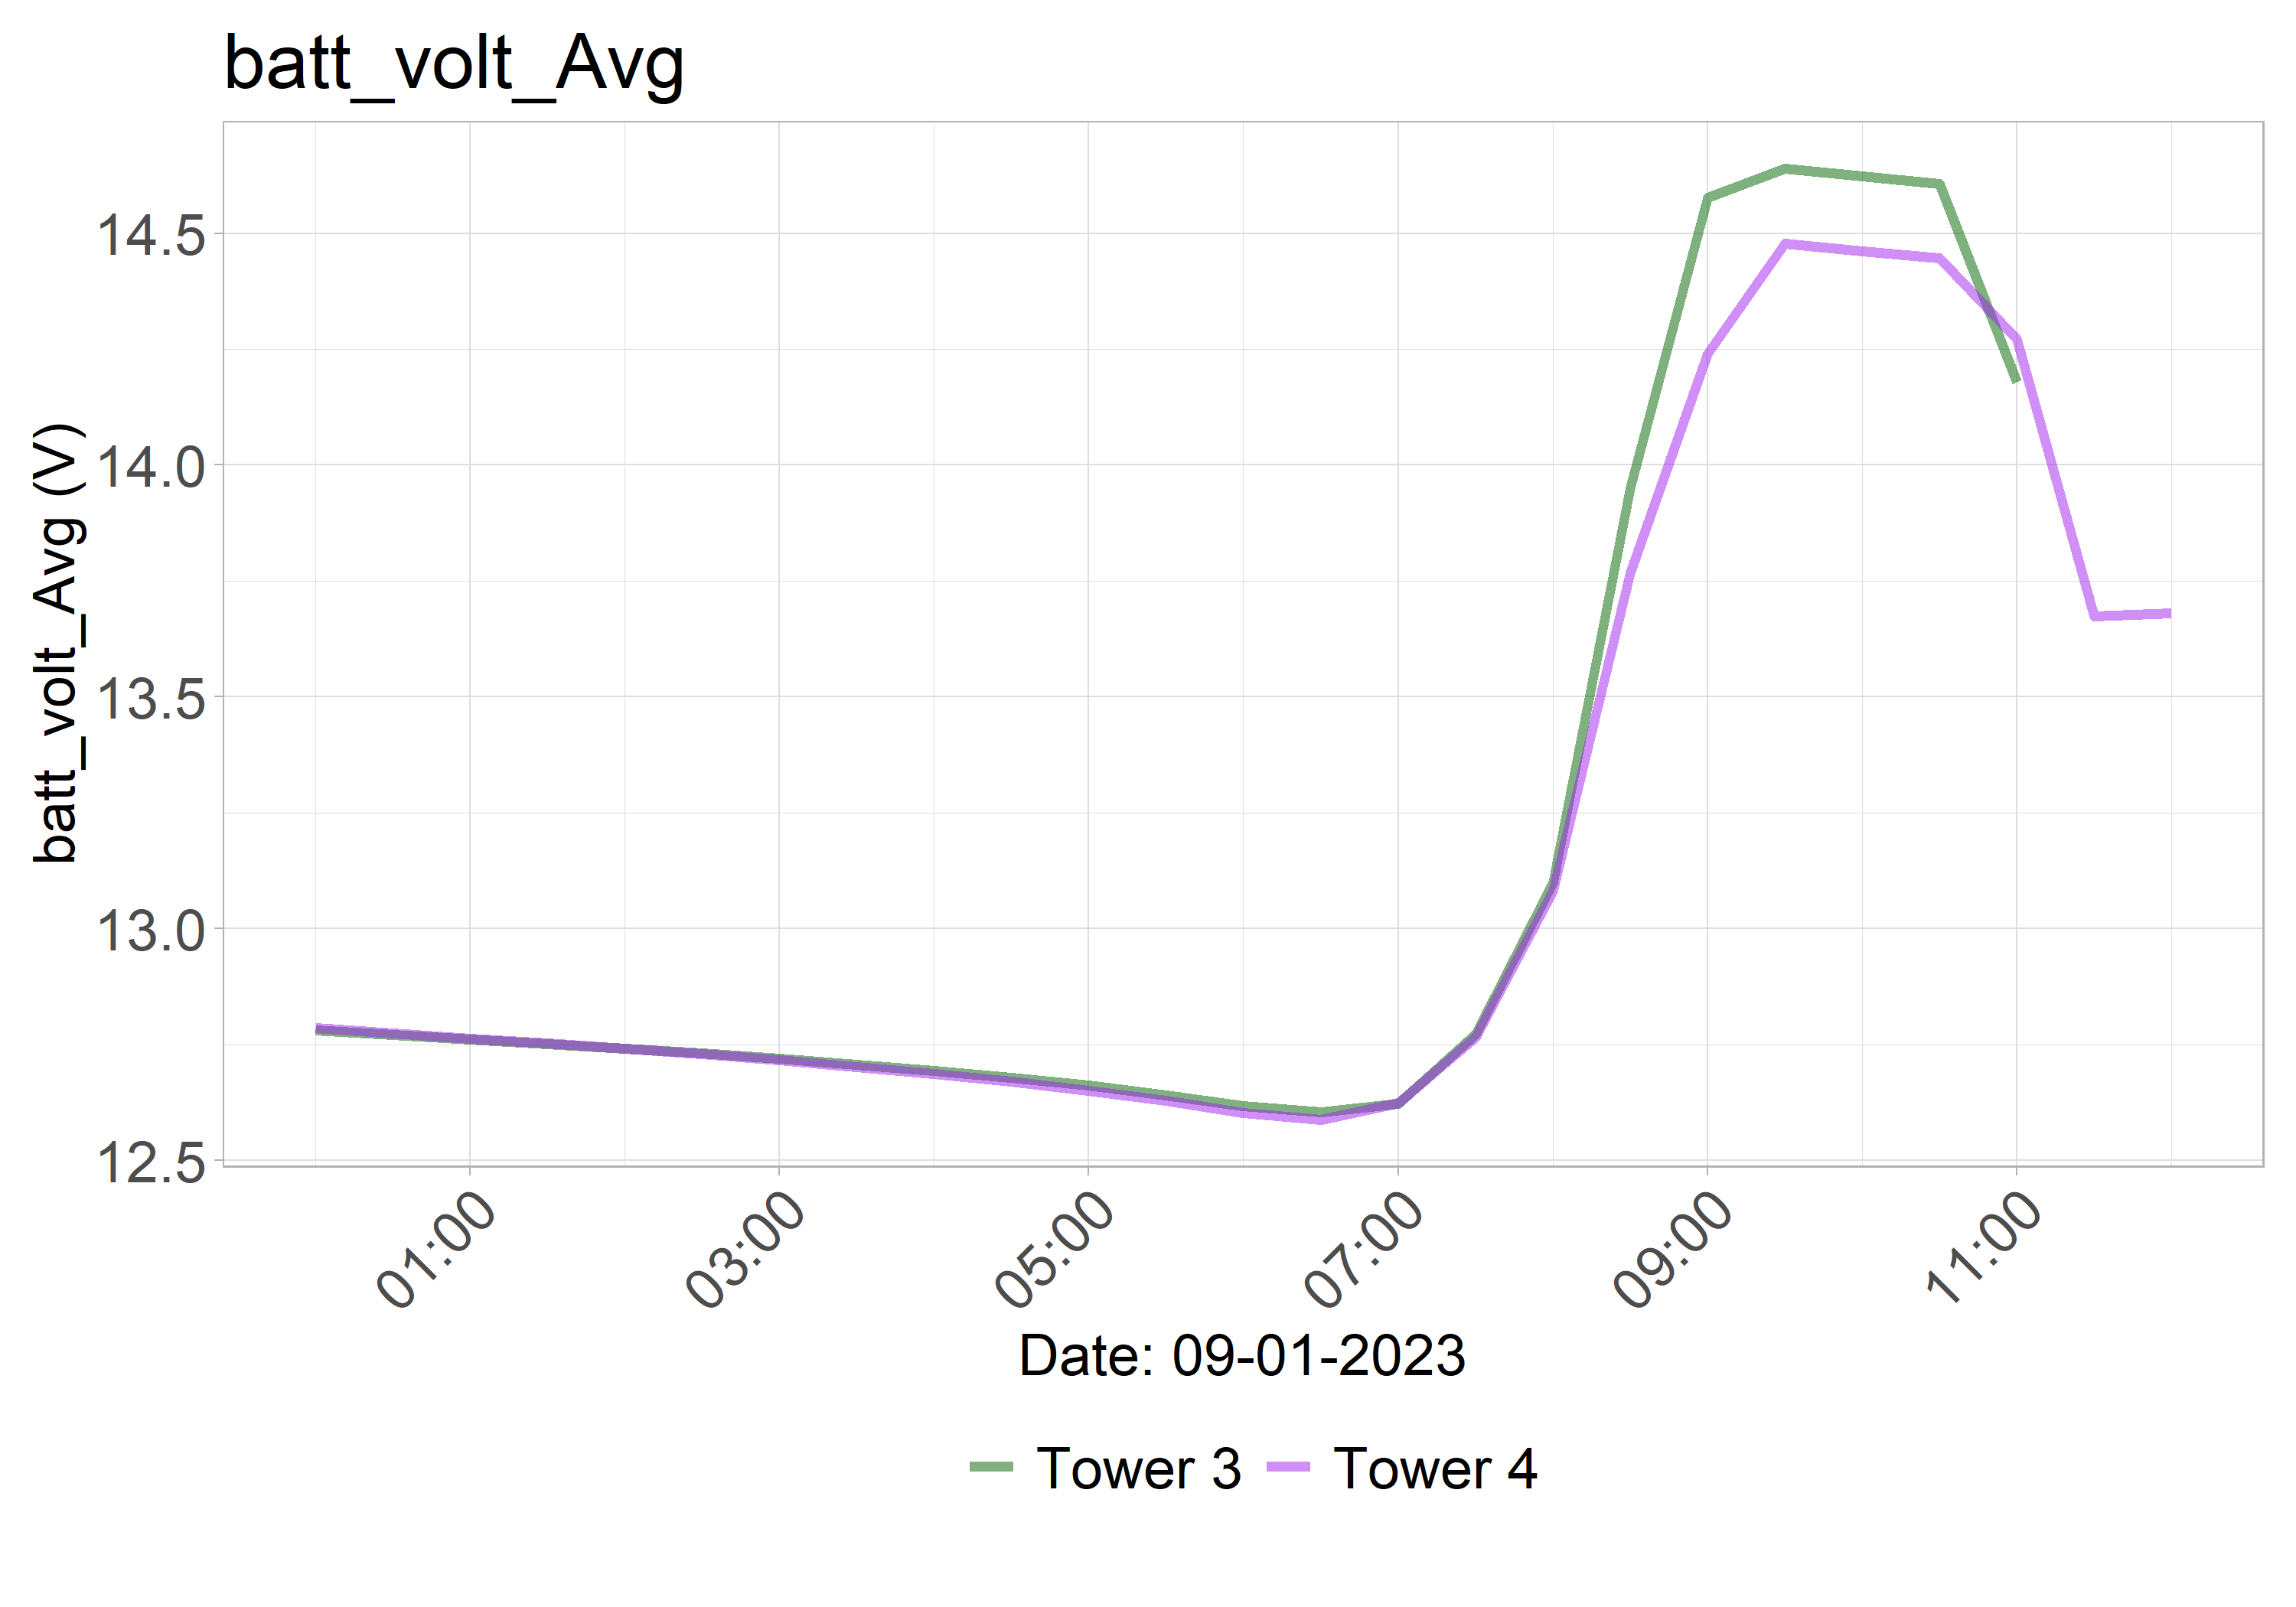 batt_volt_Avg
batt_volt_Avg (V)
14.5
14.0
13.5
13.0
12.5
01:00
03:00
05:00
07:00
09:00
11:00
Date: 09-01-2023
Tower 3
Tower 4